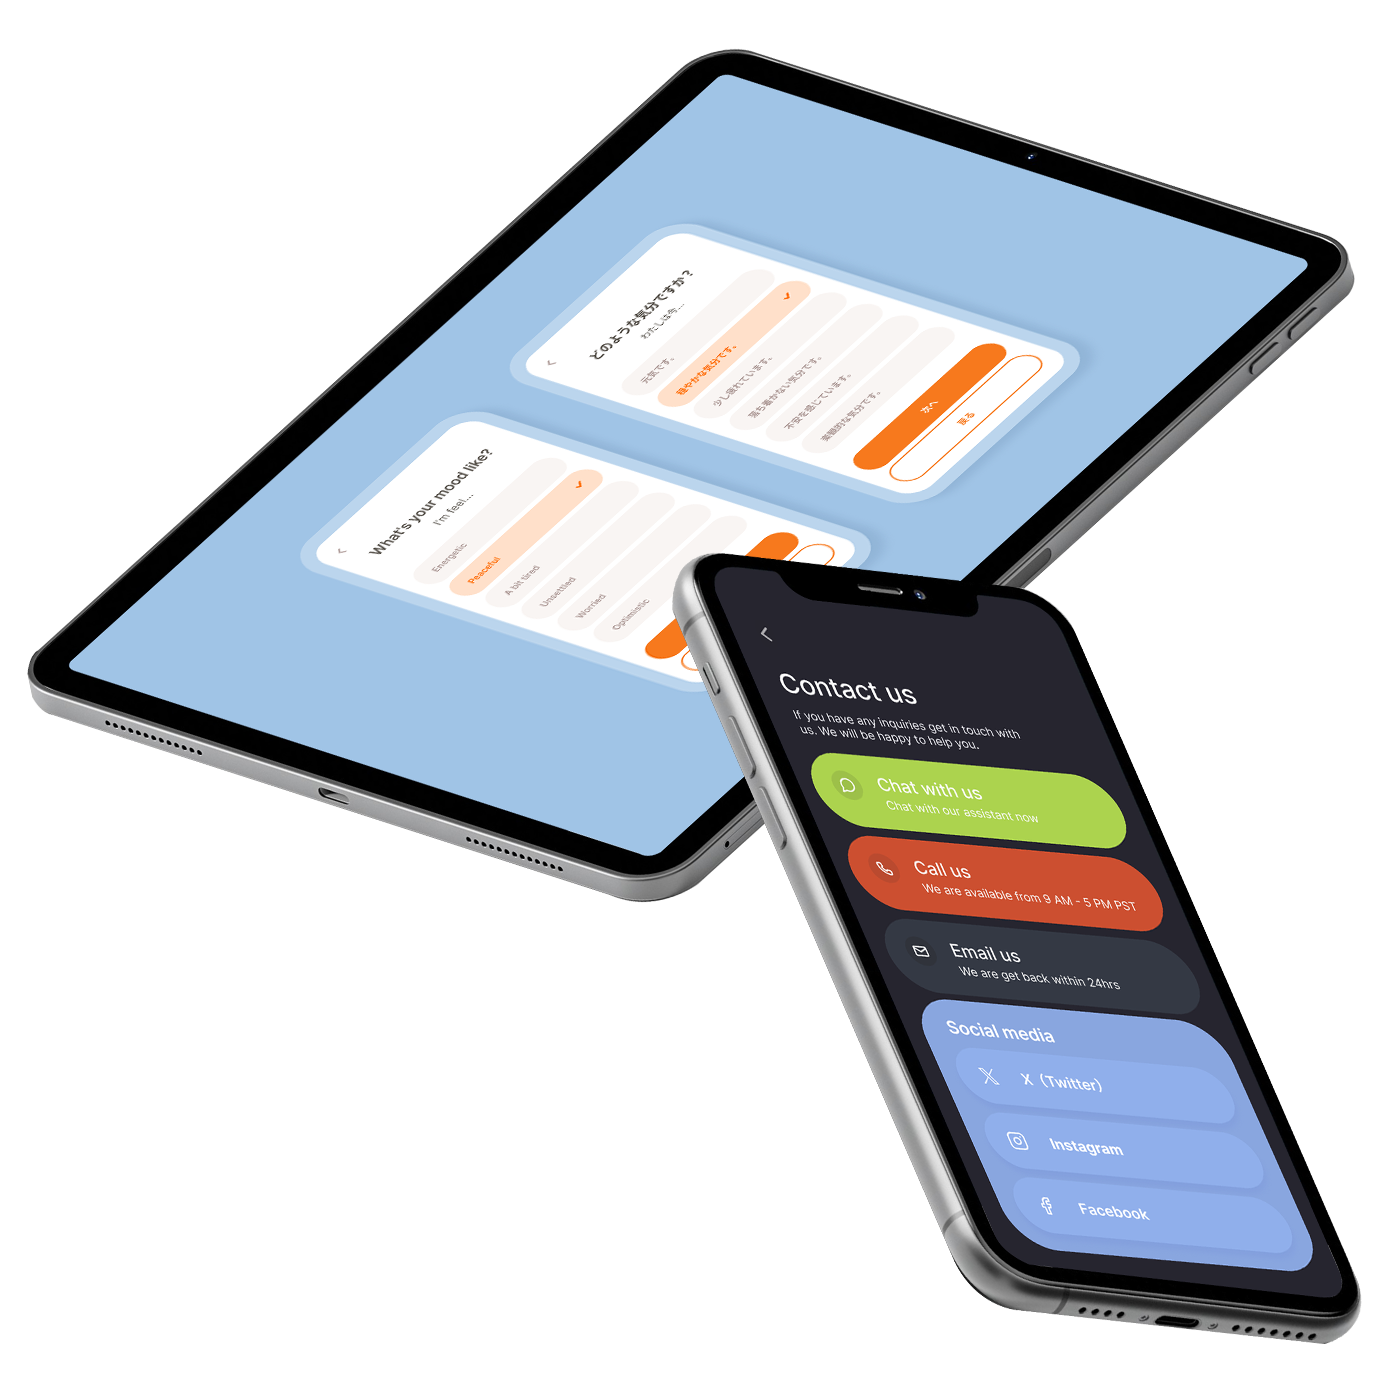 どのような気分ですか？
わたしは今...
元気です。
穏やかな気分です。
少し疲れています。
落ち着かない気分です。
不安を感じています。
楽観的な気分です。
次へ
戻る
What's your mood like?
I'm feel...
Energetic
Peaceful
A bit tired
Unsettled
Worried
Optimistic
Contact us
If you have any inquiries get in touch with
us. We will be happy to help you.
Chat with us
Chat with our assistant now
Call us
We are available from 9 AM - 5 PM PST
Email us
We are get back within 24hrs
Social media
X (Twitter)
Instagram
Facebook